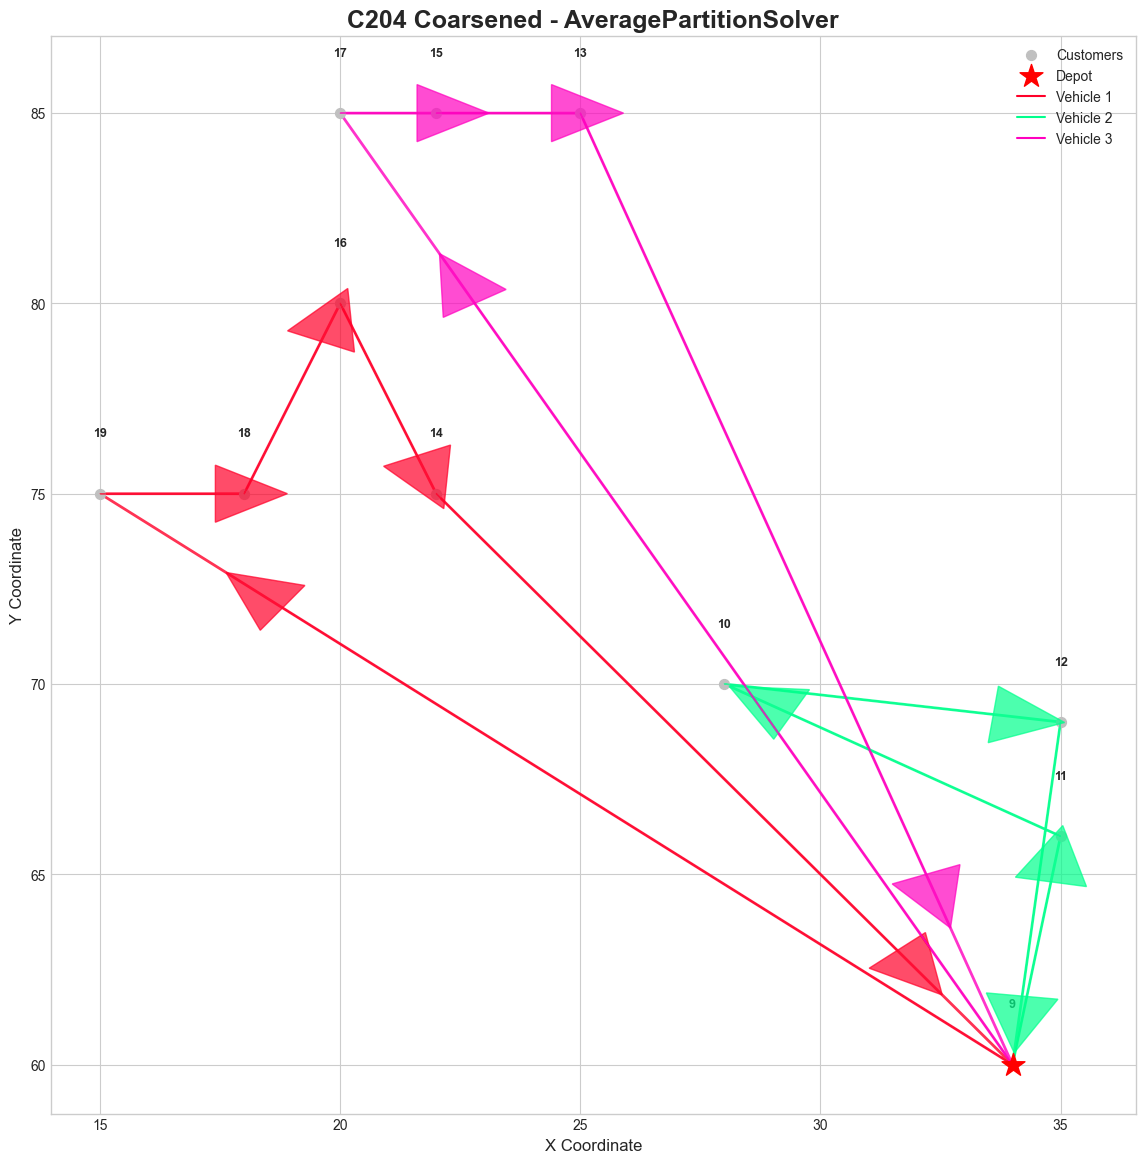 C204 Coarsened - AveragePartitionSolver
17
15
13
Customers
Depot
Vehicle 1
Vehicle 2
Vehicle 3
16
19
18
14
10
12
11
9
85
80
75
70
65
60
Y Coordinate
15
20
25
30
35
X Coordinate